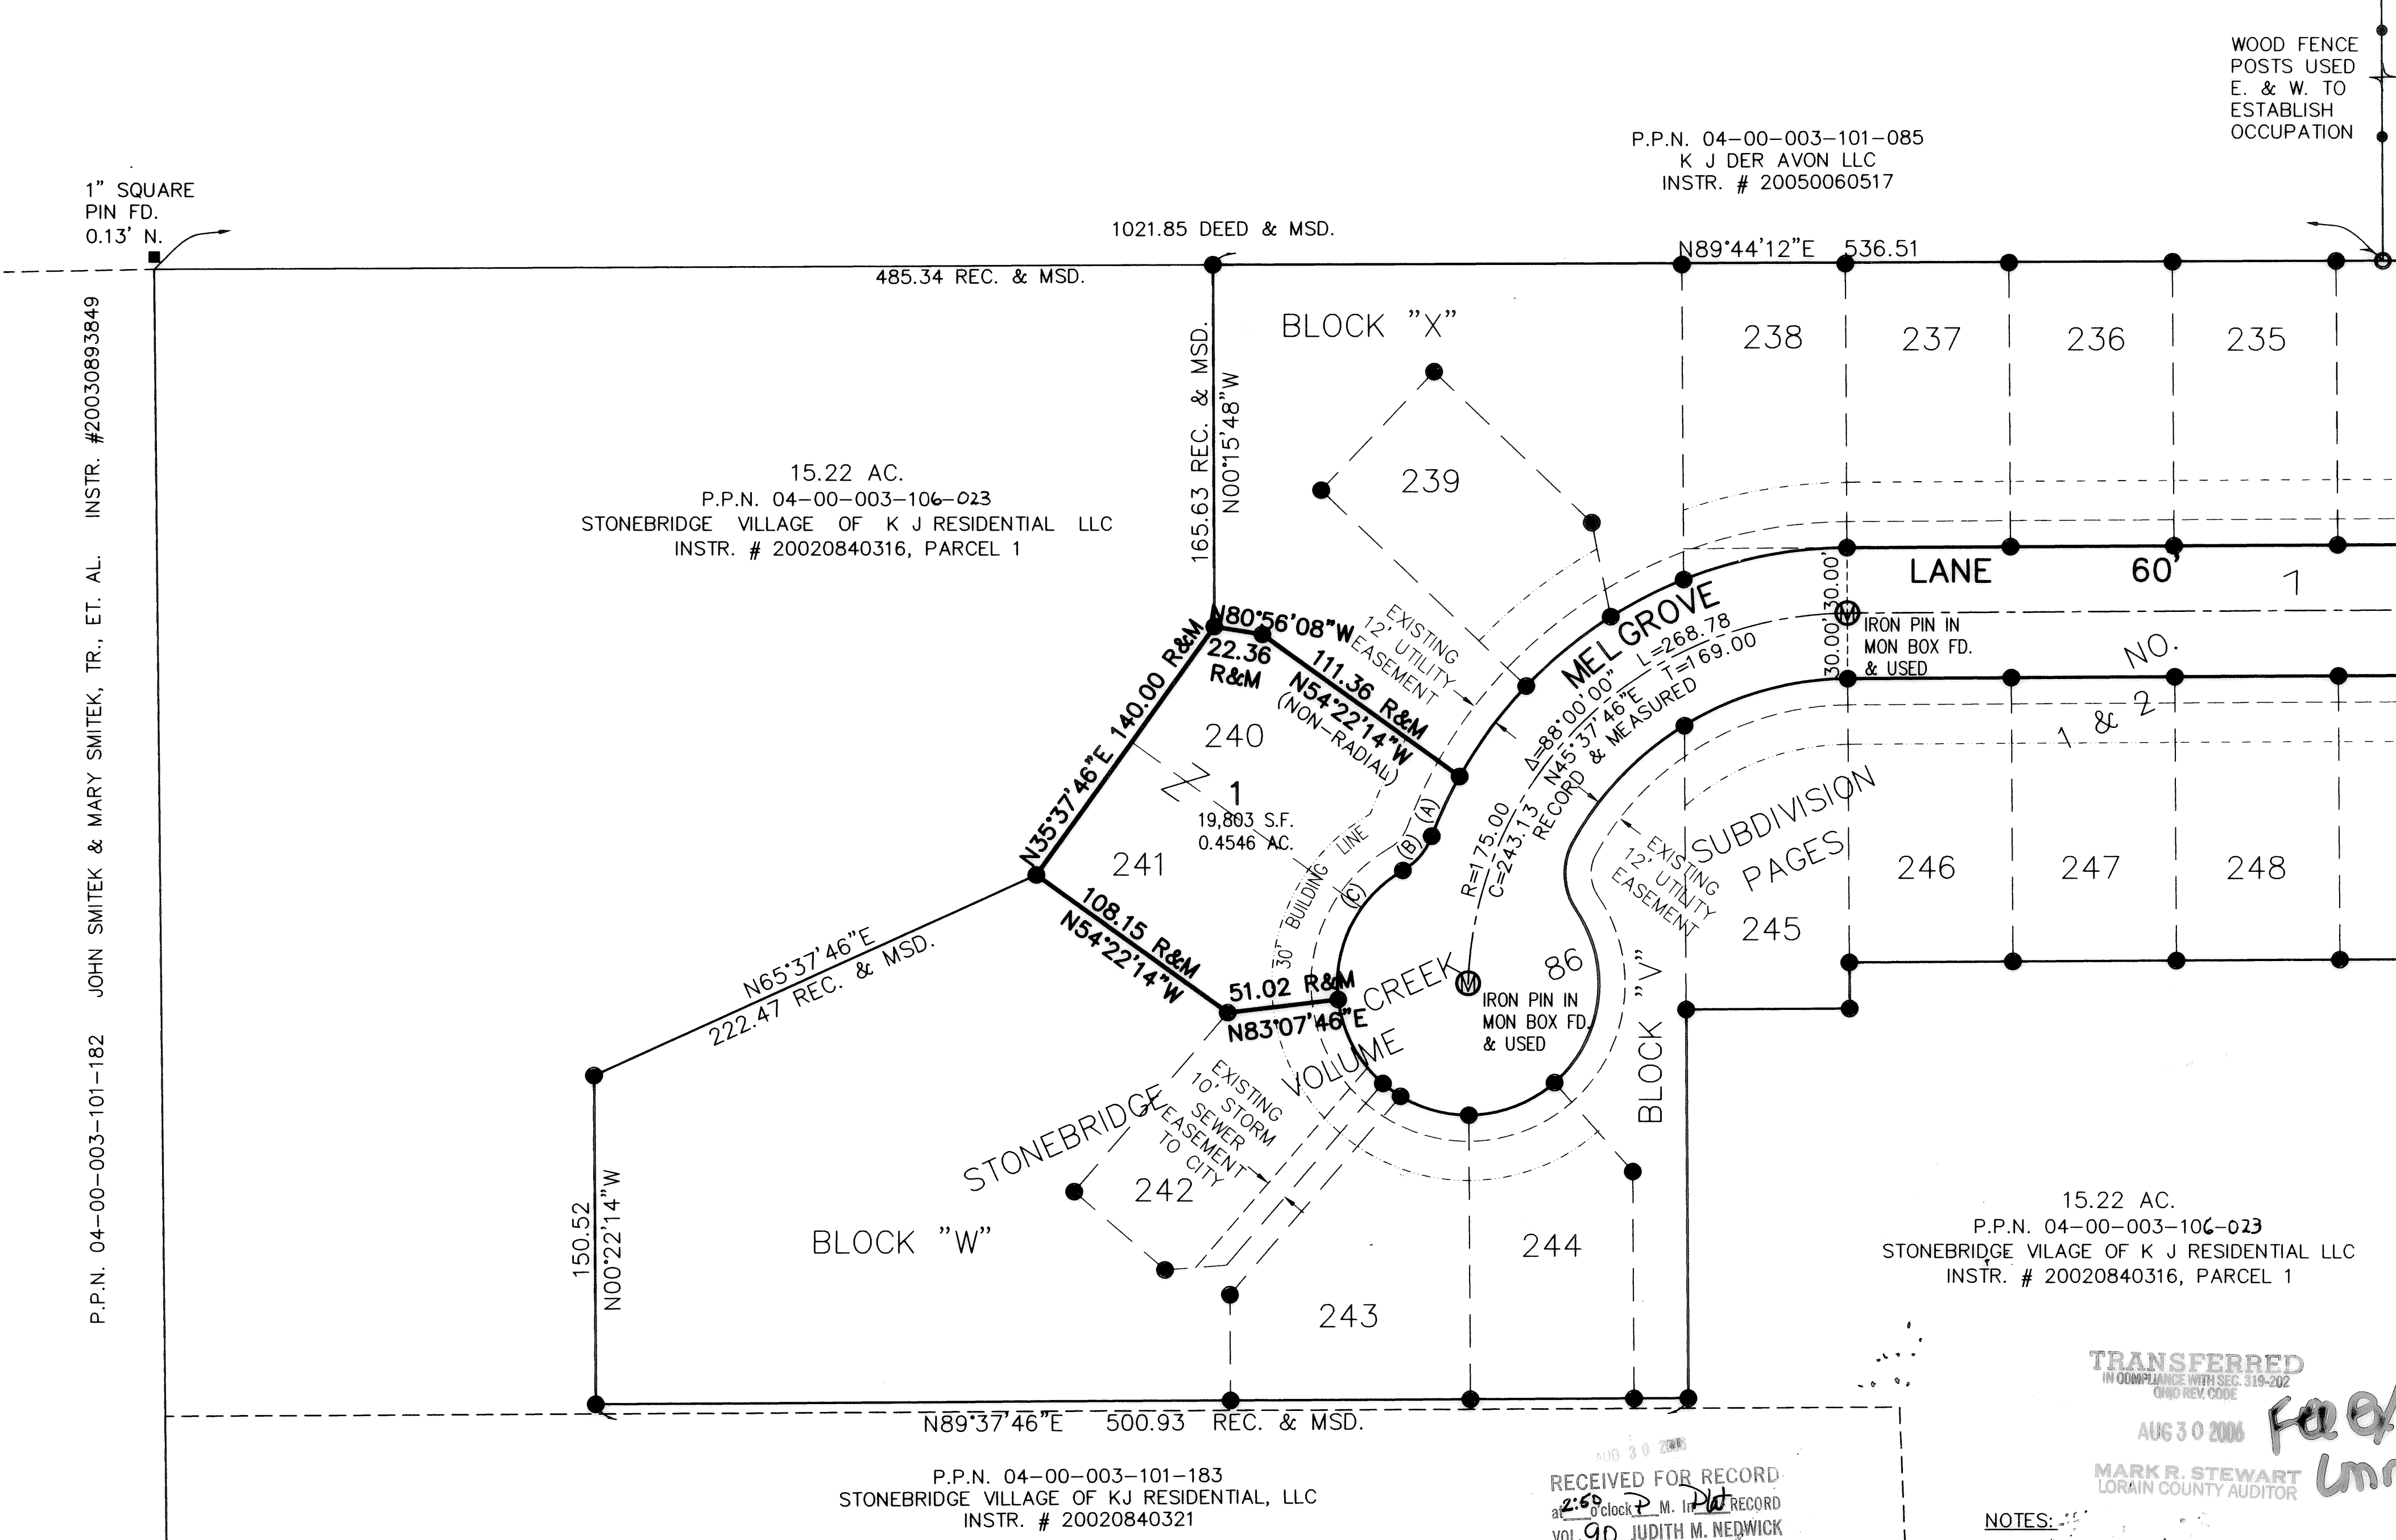 WOOD FENCE
POSTS USED
E. & W. TO
ESTABLISH
OCCUPATION
P.P.N. 04-00-003-101-085
K J DER AVON LLC
INSTR. # 20050060517
1" SQUARE
PIN FD.
0.13' N.
1021.85 DEED & MSD.
485.34 REC. & MSD.
N89°44'12"E 536.51
JOHN SMITEK & MARY SMITEK, TR., ET. AL. INSTR. #20030893849
P.P.N. 04-00-003-101-182
BLOCK "X"
238
237
236
235
239
165.63 REC. & MSD.
N00°15'48"W
15.22 AC.
P.P.N. 04-00-003-106-023
STONEBRIDGE VILLAGE OF K J RESIDENTIAL LLC
INSTR. # 20020840316, PARCEL 1
N80°56'08"W
22.36
R&M
111.36 R&M
N54°22'14"W
(NON-RADIAL)
EXISTING
12' UTILITY
EASEMENT
N35°37'46"E 140.00 R&M
240
1
19,803 S.F.
0.4546 AC.
241
Z
MELGROVE
LANE 60'
7
30.00'
30.00'
M
IRON PIN IN
MON BOX FD.
& USED
NO.
1 & 2
Δ=88°00'00" L=268.78
N45°37'46"E T=169.00
R=175.00
C=243.13
RECORD & MEASURED
(A)
(B)
(C)
30' BUILDING LINE
SUBDIVISION
PAGES
EXISTING
12' UTILITY
EASEMENT
245
246
247
248
108.15 R&M
N54°22'14"W
51.02 R&M
N83°07'46"E
CREEK
86
VOLUME
M
IRON PIN IN
MON BOX FD.
& USED
BLOCK "V"
N65°37'46"E
222.47 REC. & MSD.
STONEBRIDGE
EXISTING
10' STORM
SEWER
EASEMENT
TO CITY
242
BLOCK "W"
150.52
N00°22'14"W
243
244
15.22 AC.
P.P.N. 04-00-003-106-023
STONEBRIDGE VILAGE OF K J RESIDENTIAL LLC
INSTR. # 20020840316, PARCEL 1
N89°37'46"E 500.93 REC. & MSD.
P.P.N. 04-00-003-101-183
STONEBRIDGE VILLAGE OF KJ RESIDENTIAL, LLC
INSTR. # 20020840321
AUG 30 2006
RECEIVED FOR RECORD
at 2:50 o'clock P M. In Plat RECORD
VOL. 90 JUDITH M. NEDWICK
TRANSFERRED
IN COMPLIANCE WITH SEC. 319-202
OHIO REV. CODE
AUG 30 2006
MARK R. STEWART
LORAIN COUNTY AUDITOR
NOTES: